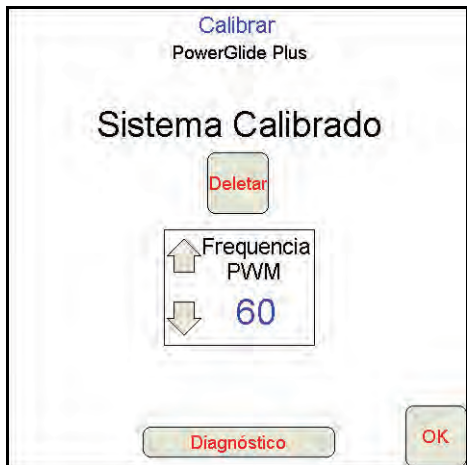 Calibrar
PowerGlide Plus
Sistema Calibrado
Deletar
Frequencia
PWM
60
Diagnóstico
OK